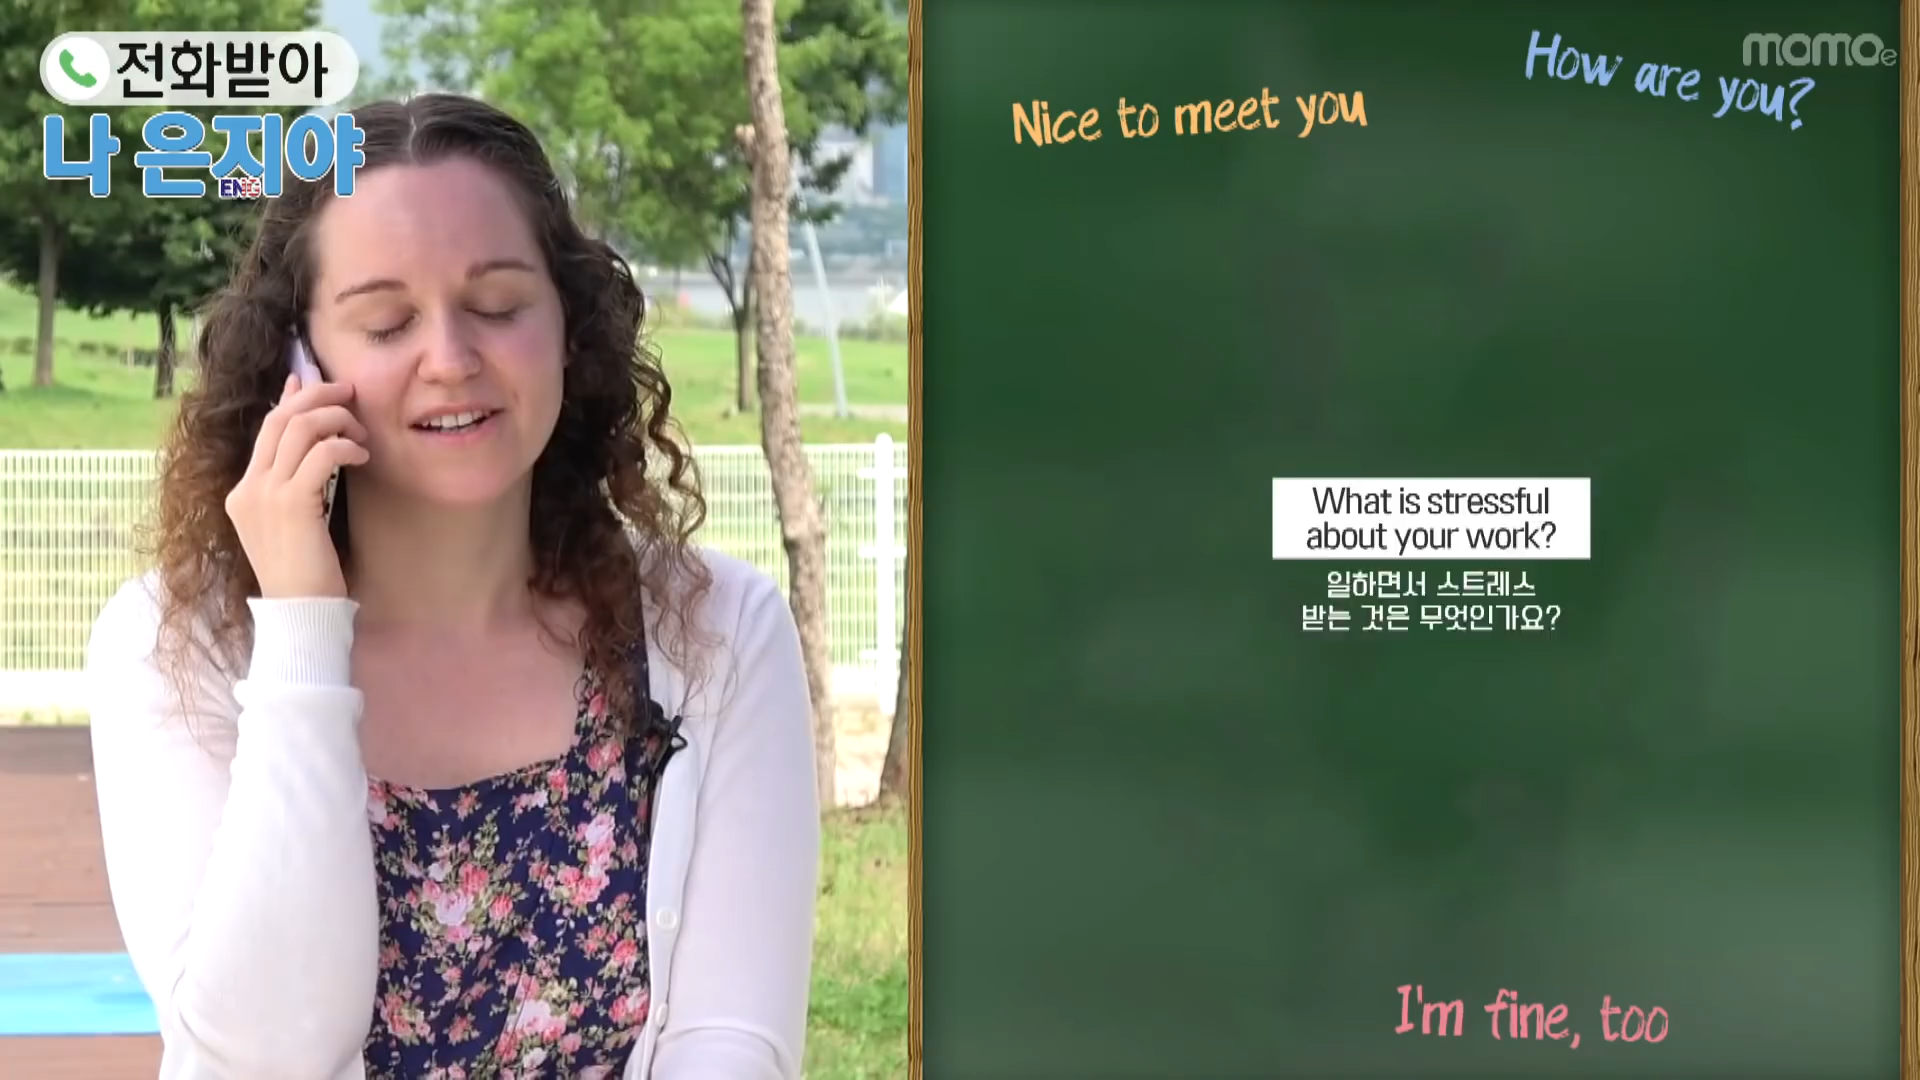 전화받아
나 은지야
ENG
Nice to meet you
How are you?
mamae
What is stressful
about your work?
일하면서 스트레스
받는 것은 무엇인가요?
I'm fine, too